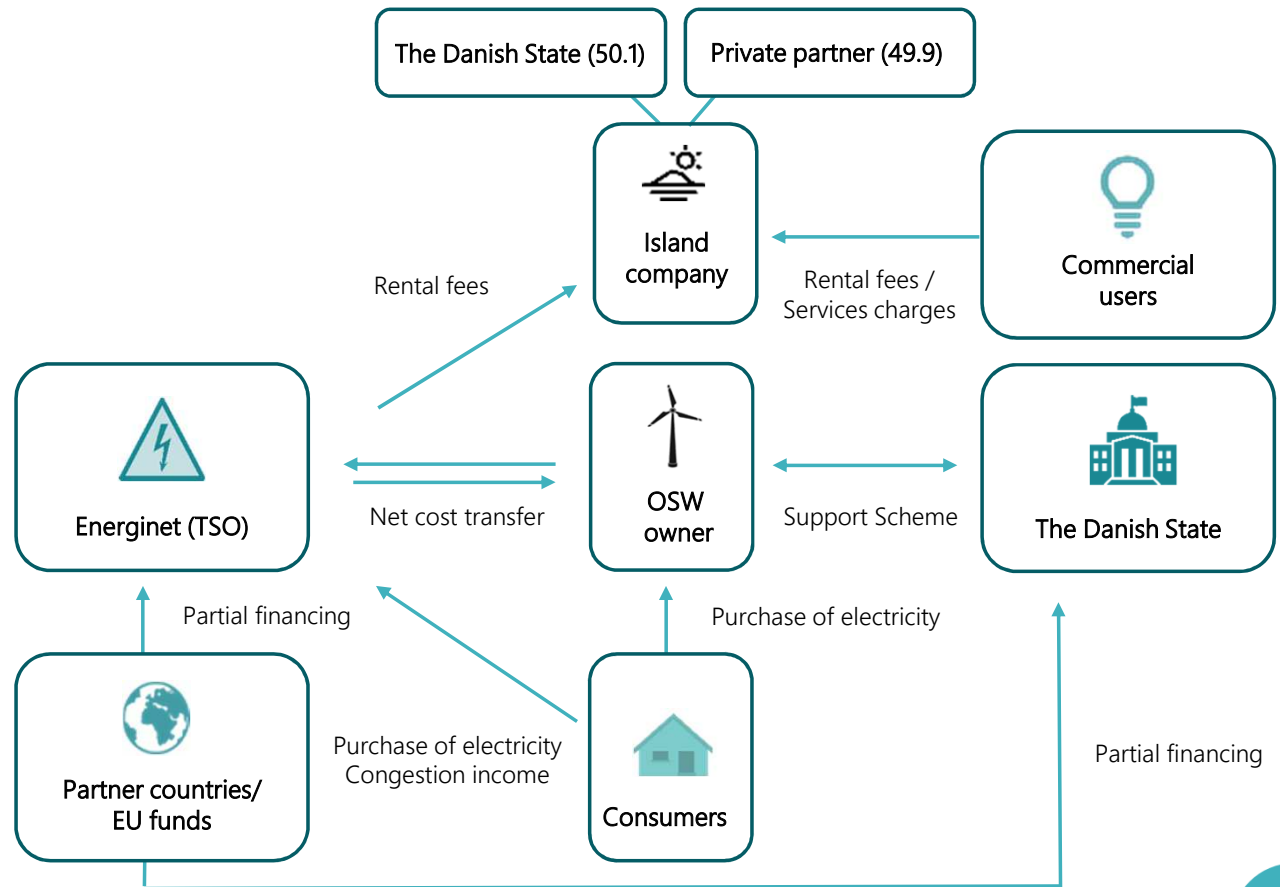 The Danish State (50.1)
Private partner (49.9)
Island
company
Commercial
users
Rental fees
Rental fees /
Services charges
Energinet (TSO)
Net cost transfer
OSW
owner
Support Scheme
The Danish State
Partial financing
Purchase of electricity
Partner countries/
EU funds
Purchase of electricity
Congestion income
Consumers
Partial financing